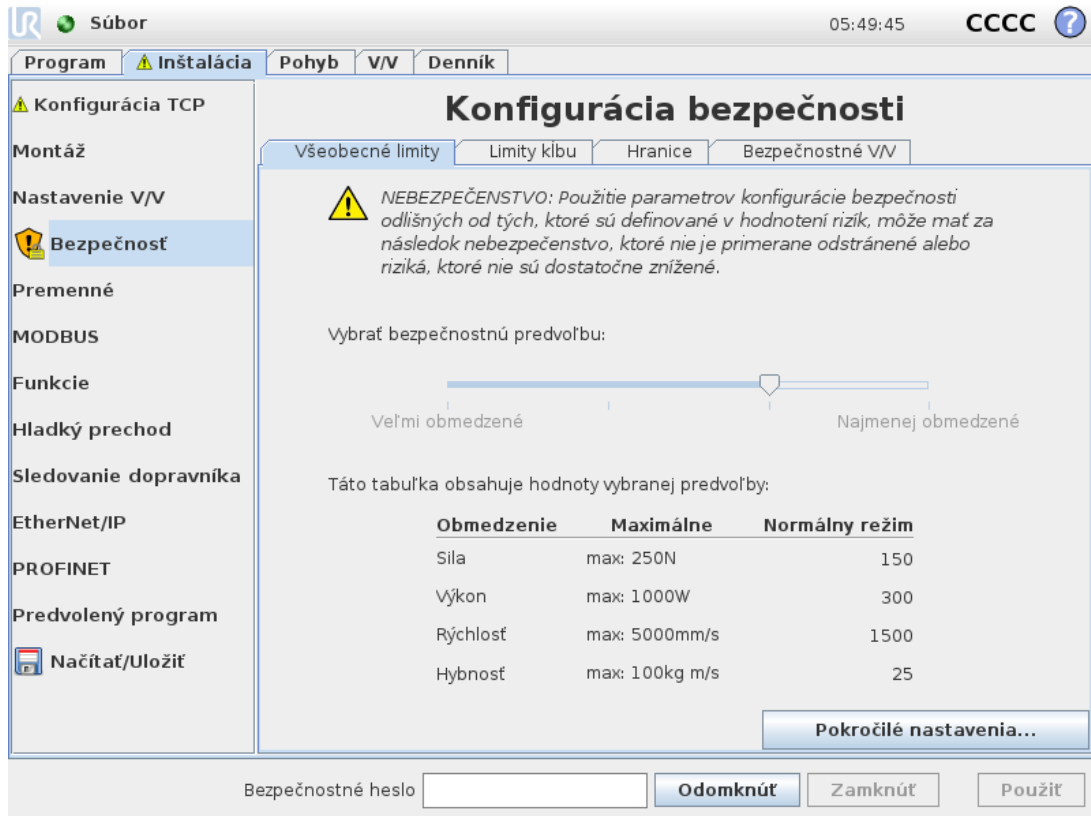 UR Súbor 05:49:45 CCCC ?
Program Inštalácia Pohyb V/V Denník
Konfigurácia TCP
Montáž
Nastavenie V/V
Bezpečnosť
Premenné
MODBUS
Funkcie
Hladký prechod
Sledovanie dopravníka
EtherNet/IP
PROFINET
Predvolený program
Načítať/Uložiť
Konfigurácia bezpečnosti
Všeobecné limity Limity kĺbu Hranice Bezpečnostné V/V
NEBEZPEČENSTVO: Použitie parametrov konfigurácie bezpečnosti
odlišných od tých, ktoré sú definované v hodnotení rizík, môže mať za
následok nebezpečenstvo, ktoré nie je primerane odstránené alebo
riziká, ktoré nie sú dostatočne znížené.
Vybrať bezpečnostnú predvoľbu:
Veľmi obmedzené Najmenej obmedzené
Táto tabuľka obsahuje hodnoty vybranej predvoľby:
Obmedzenie Maximálne Normálny režim
Sila max: 250N 150
Výkon max: 1000W 300
Rýchlosť max: 5000mm/s 1500
Hybnosť max: 100kg m/s 25
Pokročilé nastavenia...
Bezpečnostné heslo Odomknúť Zamknúť Použiť